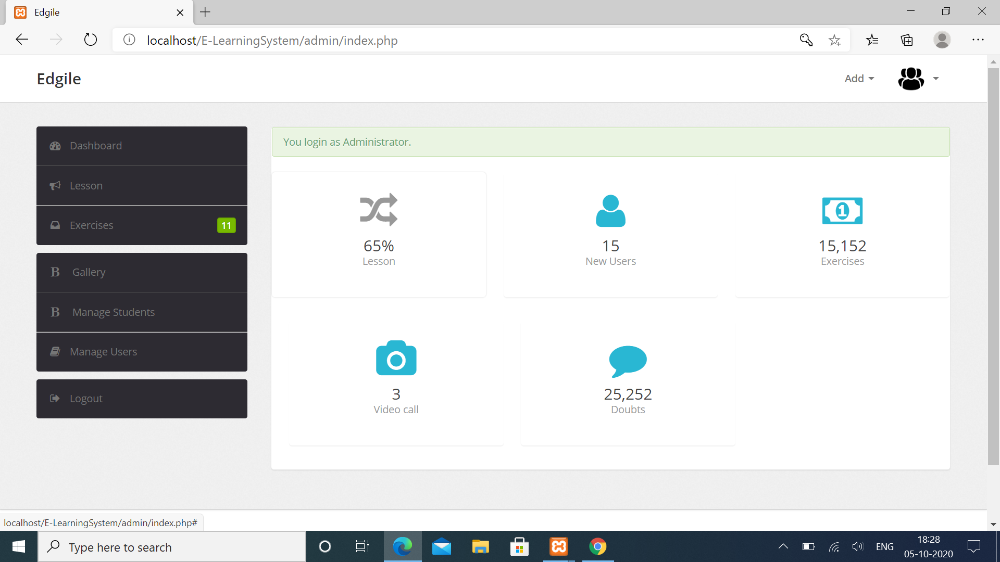 Edgile
localhost/E-LearningSystem/admin/index.php
Edgile
Add
Dashboard
Lesson
Exercises 11
B Gallery
B Manage Students
Manage Users
Logout
You login as Administrator.
65%
Lesson
15
New Users
1
15,152
Exercises
3
Video call
25,252
Doubts
localhost/E-LearningSystem/admin/index.php#
Type here to search
ENG
18:28
05-10-2020